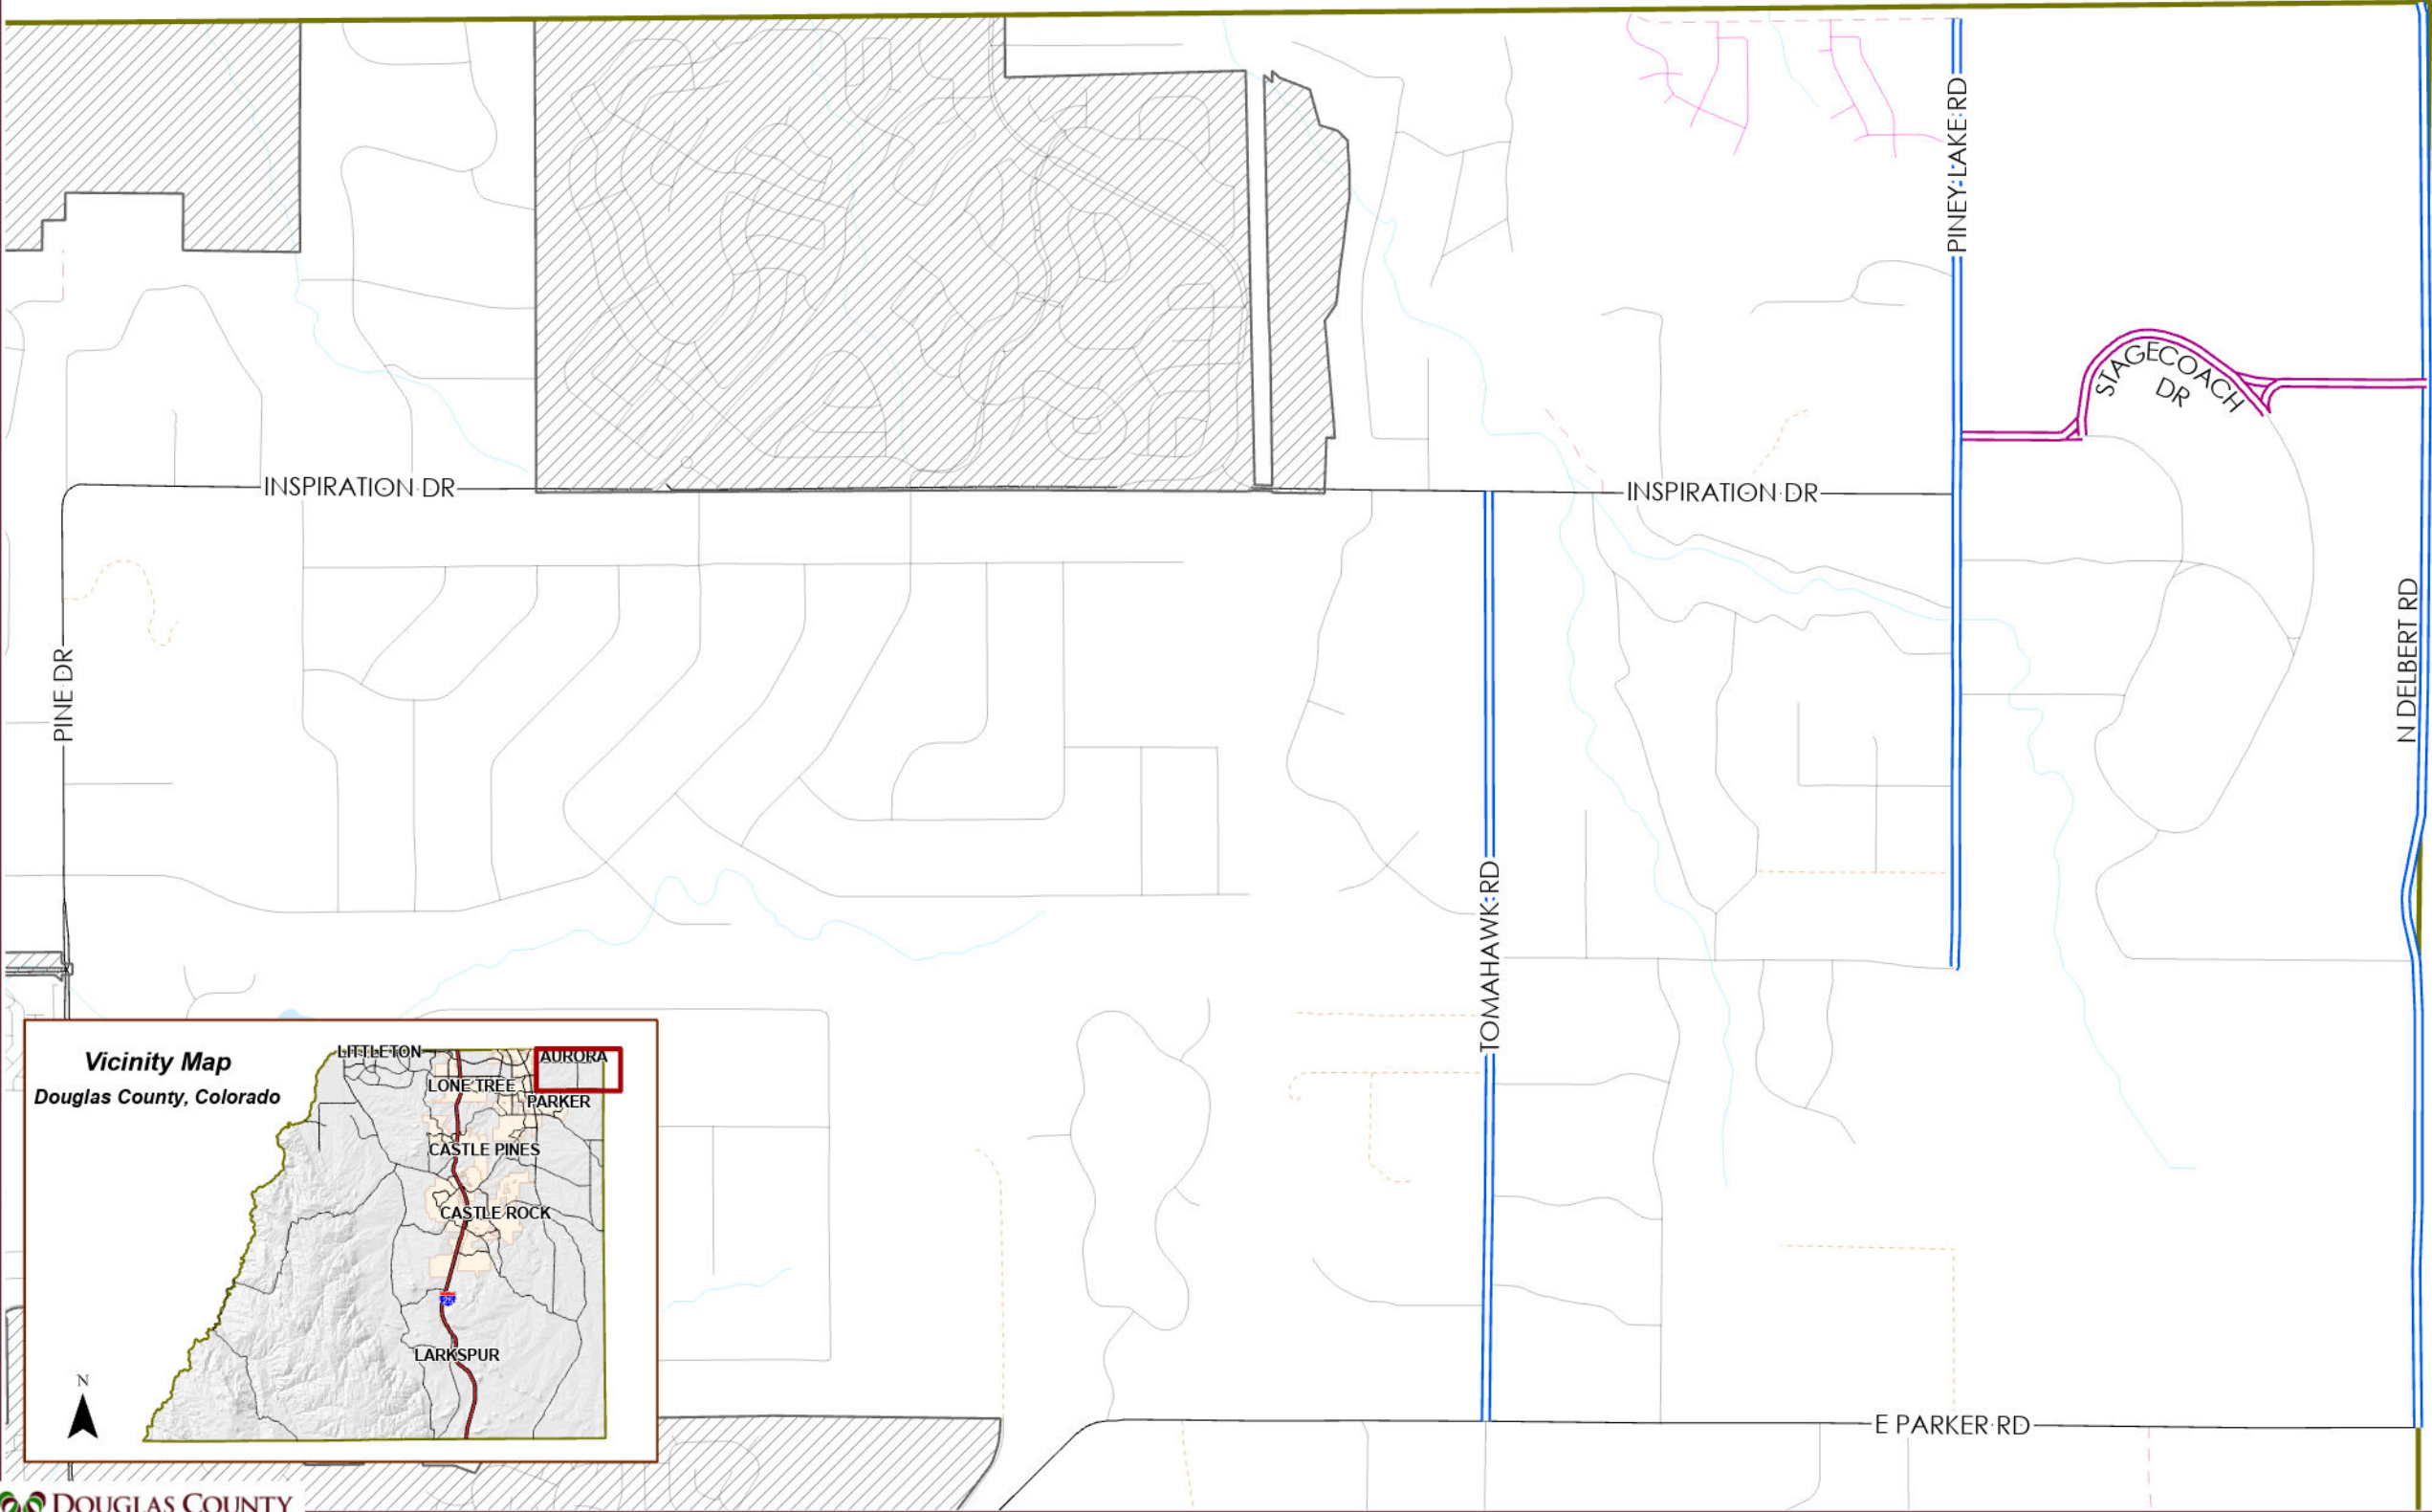 PINEY LAKE RD
STAGECOACH
DR
INSPIRATION DR
INSPIRATION DR
PINE DR
N DELBERT RD
TOMAHAWK RD
Vicinity Map
Douglas County, Colorado
LITTLETON
AURORA
LONE TREE
PARKER
CASTLE PINES
CASTLE ROCK
LARKSPUR
N
E PARKER RD
DOUGLAS COUNTY